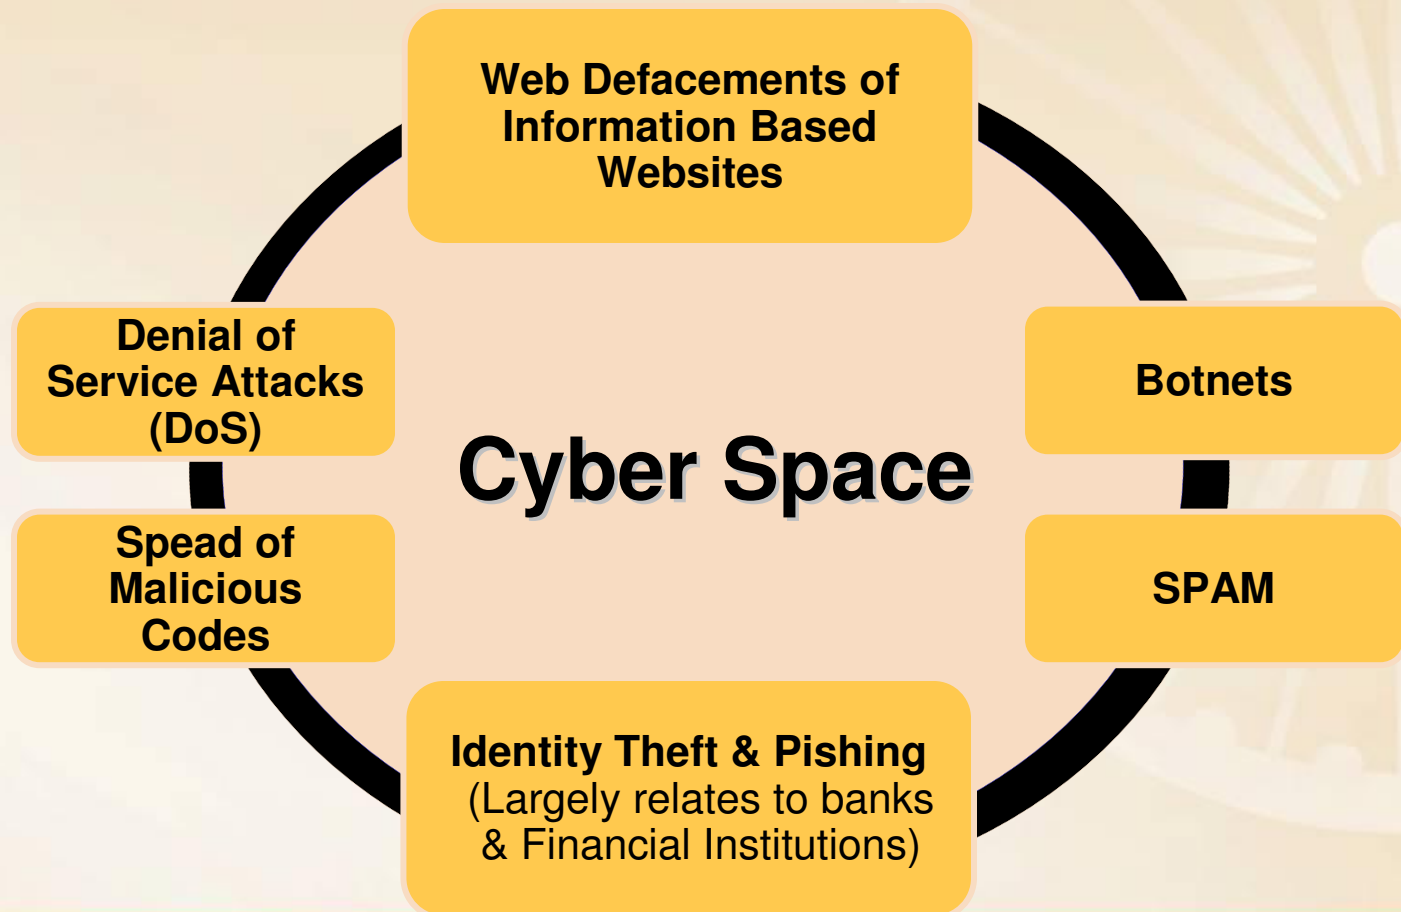 Web Defacements of
Information Based
Websites
Denial of
Service Attacks
(DoS)
Botnets
Cyber Space
Spead of
Malicious
Codes
SPAM
Identity Theft & Pishing
(Largely relates to banks
& Financial Institutions)